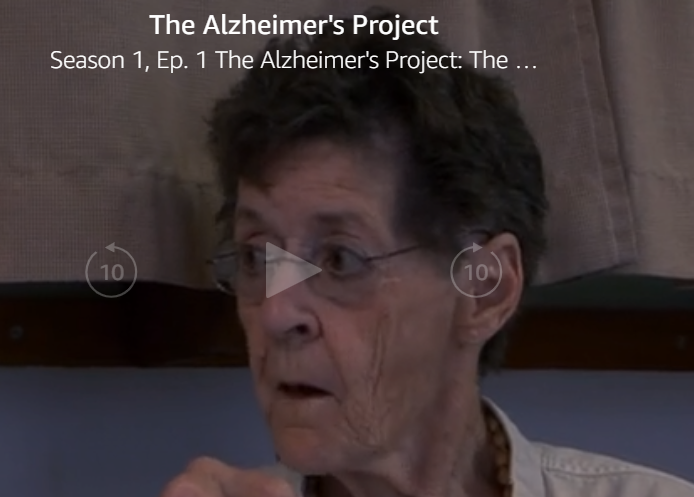 The Alzheimer's Project
Season 1, Ep. 1 The Alzheimer's Project: The …
10
10